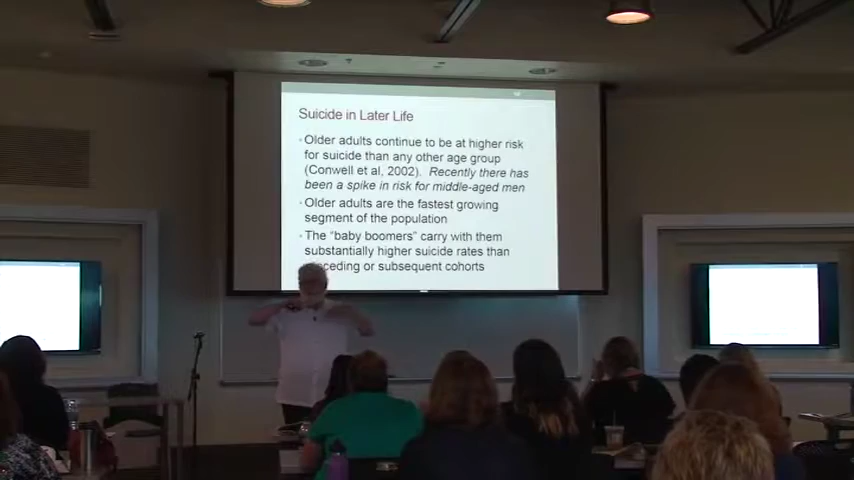 Suicide in Later Life
Older adults continue to be at higher risk
for suicide than any other age group
(Conwell et al, 2002). Recently there has
been a spike in risk for middle-aged men
Older adults are the fastest growing
segment of the population
The "baby boomers" carry with them
substantially higher suicide rates than
ceding or subsequent cohorts